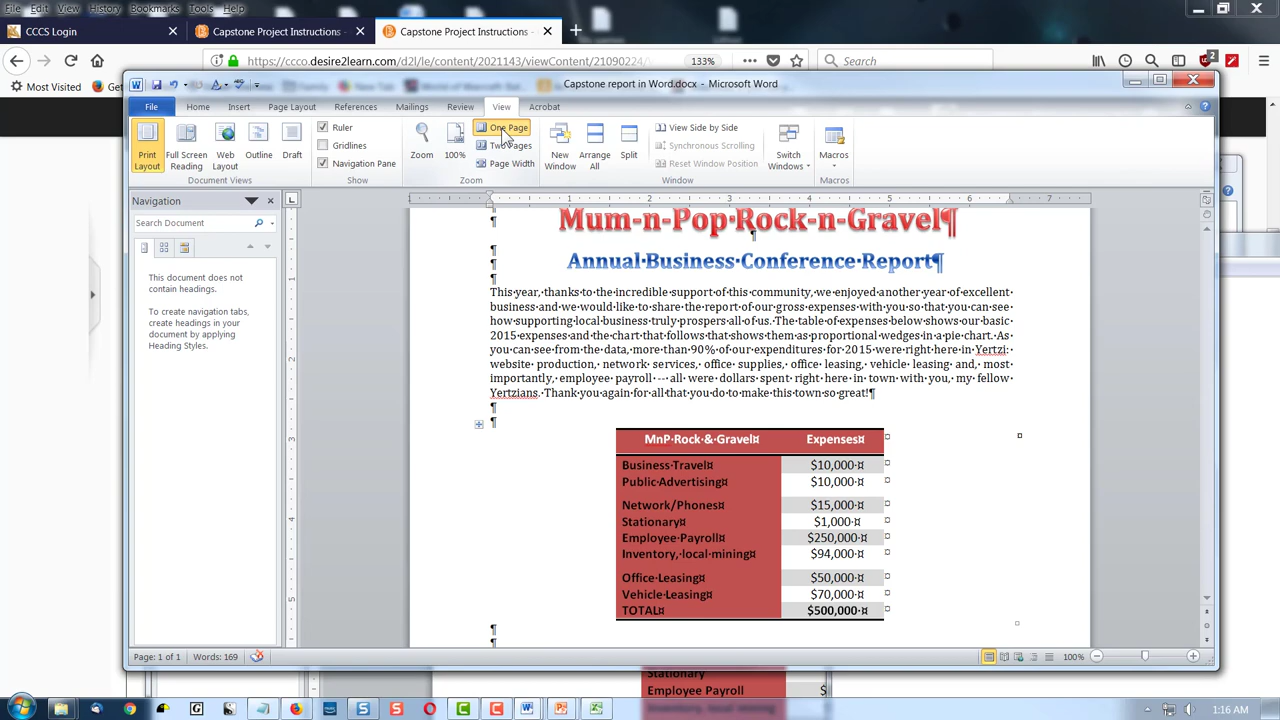 File Edit View History Bookmarks Tools Help
CCCS Login × Capstone Project Instructions - × Capstone Project Instructions - × +
https://ccco.desire2learn.com/d2l/le/content/2021143/viewContent/21090224/ 133% Search
Most Visited
Capstone report in Word.docx - Microsoft Word
File Home Insert Page Layout References Mailings Review View Acrobat
Print Layout Full Screen Reading Web Layout Outline Draft
Document Views
Ruler
Gridlines
Navigation Pane
Show
Zoom 100% One Page
Two Pages
Page Width
Zoom
New Window Arrange All Split
View Side by Side
Synchronous Scrolling
Reset Window Position
Window
Switch Windows
Macros
Macros
Navigation
Search Document
This document does not
contain headings.
To create navigation tabs,
create headings in your
document by applying
Heading Styles.
Mum-n-Pop·Rock-n-Gravel¶
Annual·Business·Conference·Report¶
This·year,·thanks·to·the·incredible·support·of·this·community,·we·enjoyed·another·year·of·excellent·
business·and·we·would·like·to·share·the·report·of·our·gross·expenses·with·you·so·that·you·can·see·
how·supporting·local·business·truly·prospers·all·of·us.·The·table·of·expenses·below·shows·our·basic·
2015·expenses·and·the·chart·that·follows·that·shows·them·as·proportional·wedges·in·a·pie·chart.·As·
you·can·see·from·the·data,·more·than·90%·of·our·expenditures·for·2015·were·right·here·in·Yertzi:·
website·production,·network·services,·office·supplies,·office·leasing,·vehicle·leasing·and,·most·
importantly,·employee·payroll·--·all·were·dollars·spent·right·here·in·town·with·you,·my·fellow·
Yertzians.·Thank·you·again·for·all·that·you·do·to·make·this·town·so·great!¶
MnP·Rock·&·Gravel¤ Expenses¤
Business·Travel¤ $10,000·¤
Public·Advertising¤ $10,000·¤
Network/Phones¤ $15,000·¤
Stationary¤ $1,000·¤
Employee·Payroll¤ $250,000·¤
Inventory,·local·mining¤ $94,000·¤
Office·Leasing¤ $50,000·¤
Vehicle·Leasing¤ $70,000·¤
TOTAL¤ $500,000·¤
Page: 1 of 1 Words: 169 100%
Stationary
Employee Payroll $
Inventory, local mining
1:16 AM